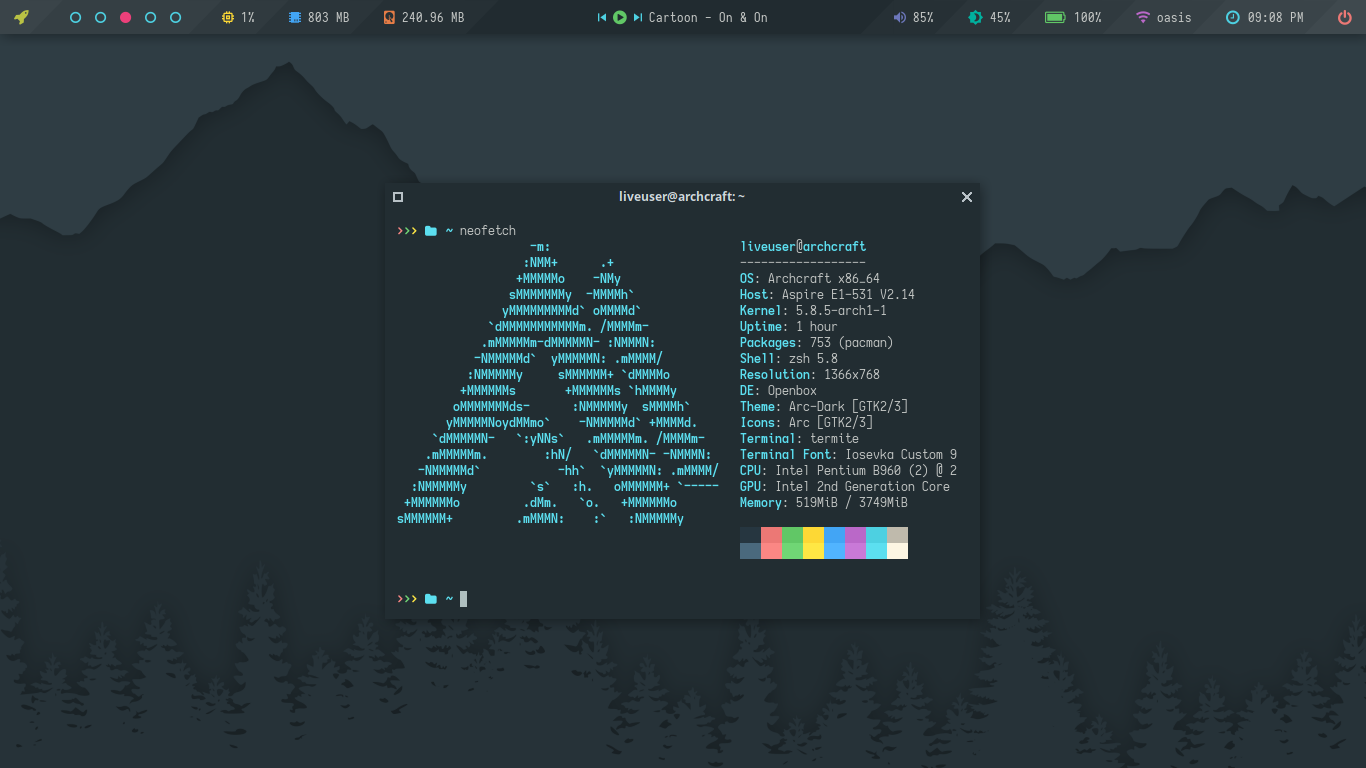 1% 803 MB 240.96 MB Cartoon - On & On 85% 45% 100% oasis 09:08 PM
liveuser@archcraft: ~
~ neofetch
-m: liveuser@archcraft
:NMM+ .+ ------------------
+MMMMMo -NMy OS: Archcraft x86_64
sMMMMMMMy -MMMMh` Host: Aspire E1-531 V2.14
yMMMMMMMMMd` oMMMMd` Kernel: 5.8.5-arch1-1
`dMMMMMMMMMMMm. /MMMMm- Uptime: 1 hour
.mMMMMMm-dMMMMMN- :NMMMN: Packages: 753 (pacman)
-NMMMMMd` yMMMMMN: .mMMMM/ Shell: zsh 5.8
:NMMMMMy sMMMMMM+ `dMMMMo Resolution: 1366x768
+MMMMMMs +MMMMMMs `hMMMMy DE: Openbox
oMMMMMMMds- :NMMMMMy sMMMMh` Theme: Arc-Dark [GTK2/3]
yMMMMMNoydMMmo` -NMMMMMd` +MMMMd. Icons: Arc [GTK2/3]
`dMMMMMN- `:yNNs` .mMMMMMm. /MMMMm- Terminal: termite
.mMMMMMm. :hN/ `dMMMMMN- -NMMMN: Terminal Font: Iosevka Custom 9
-NMMMMMd` -hh` `yMMMMMN: .mMMMM/ CPU: Intel Pentium B960 (2) @ 2
:NMMMMMy `s` :h. oMMMMMM+ `----- GPU: Intel 2nd Generation Core
+MMMMMMo .dMm. `o. +MMMMMMo Memory: 519MiB / 3749MiB
sMMMMMM+ .mMMMN: :` :NMMMMMy
~